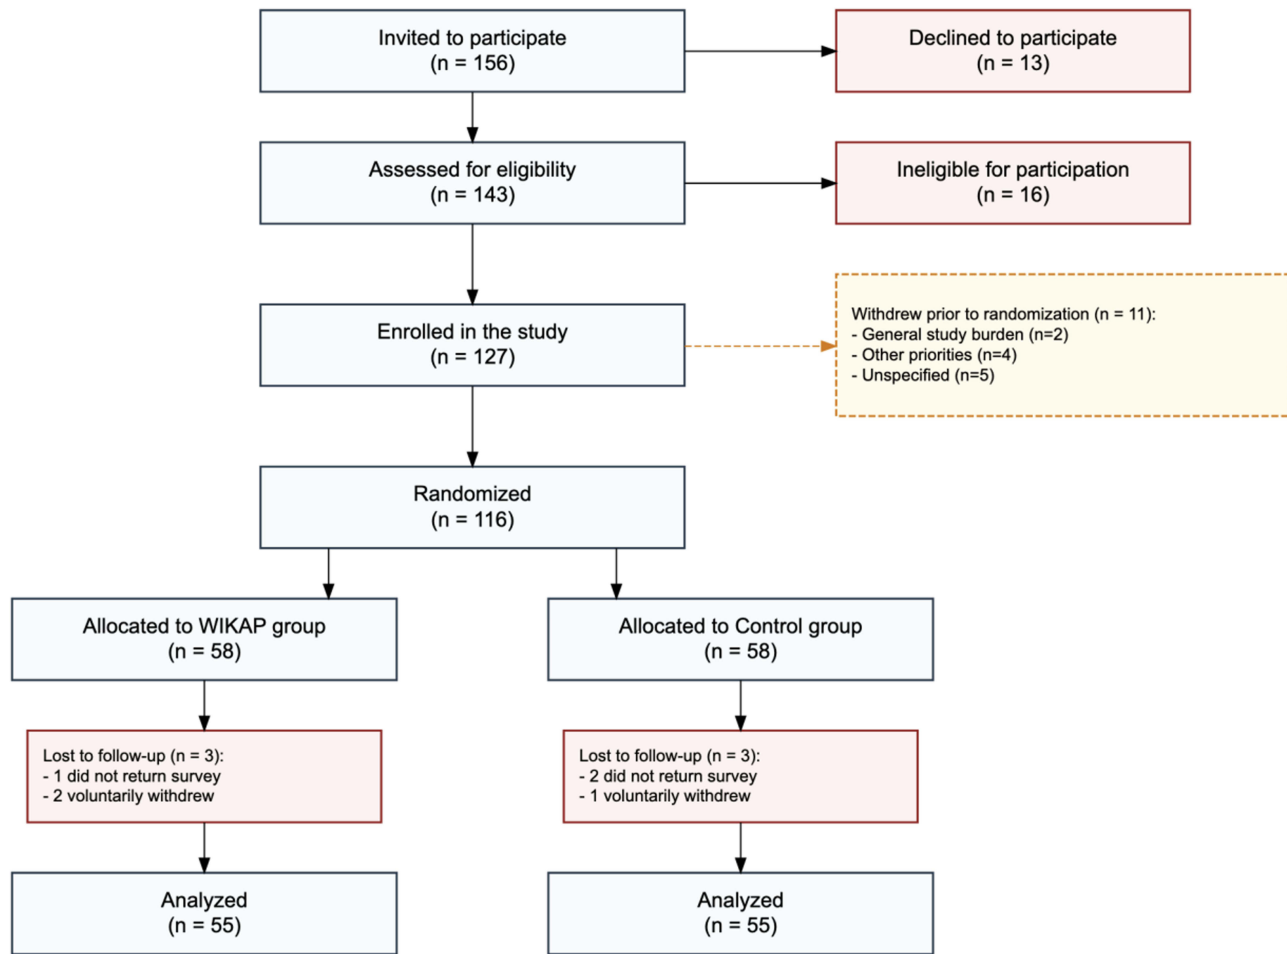 Invited to participate
(n = 156)
Declined to participate
(n = 13)
Assessed for eligibility
(n = 143)
Ineligible for participation
(n = 16)
Enrolled in the study
(n = 127)
Withdrew prior to randomization (n = 11):
- General study burden (n=2)
- Other priorities (n=4)
- Unspecified (n=5)
Randomized
(n = 116)
Allocated to WIKAP group
(n = 58)
Allocated to Control group
(n = 58)
Lost to follow-up (n = 3):
- 1 did not return survey
- 2 voluntarily withdrew
Lost to follow-up (n = 3):
- 2 did not return survey
- 1 voluntarily withdrew
Analyzed
(n = 55)
Analyzed
(n = 55)